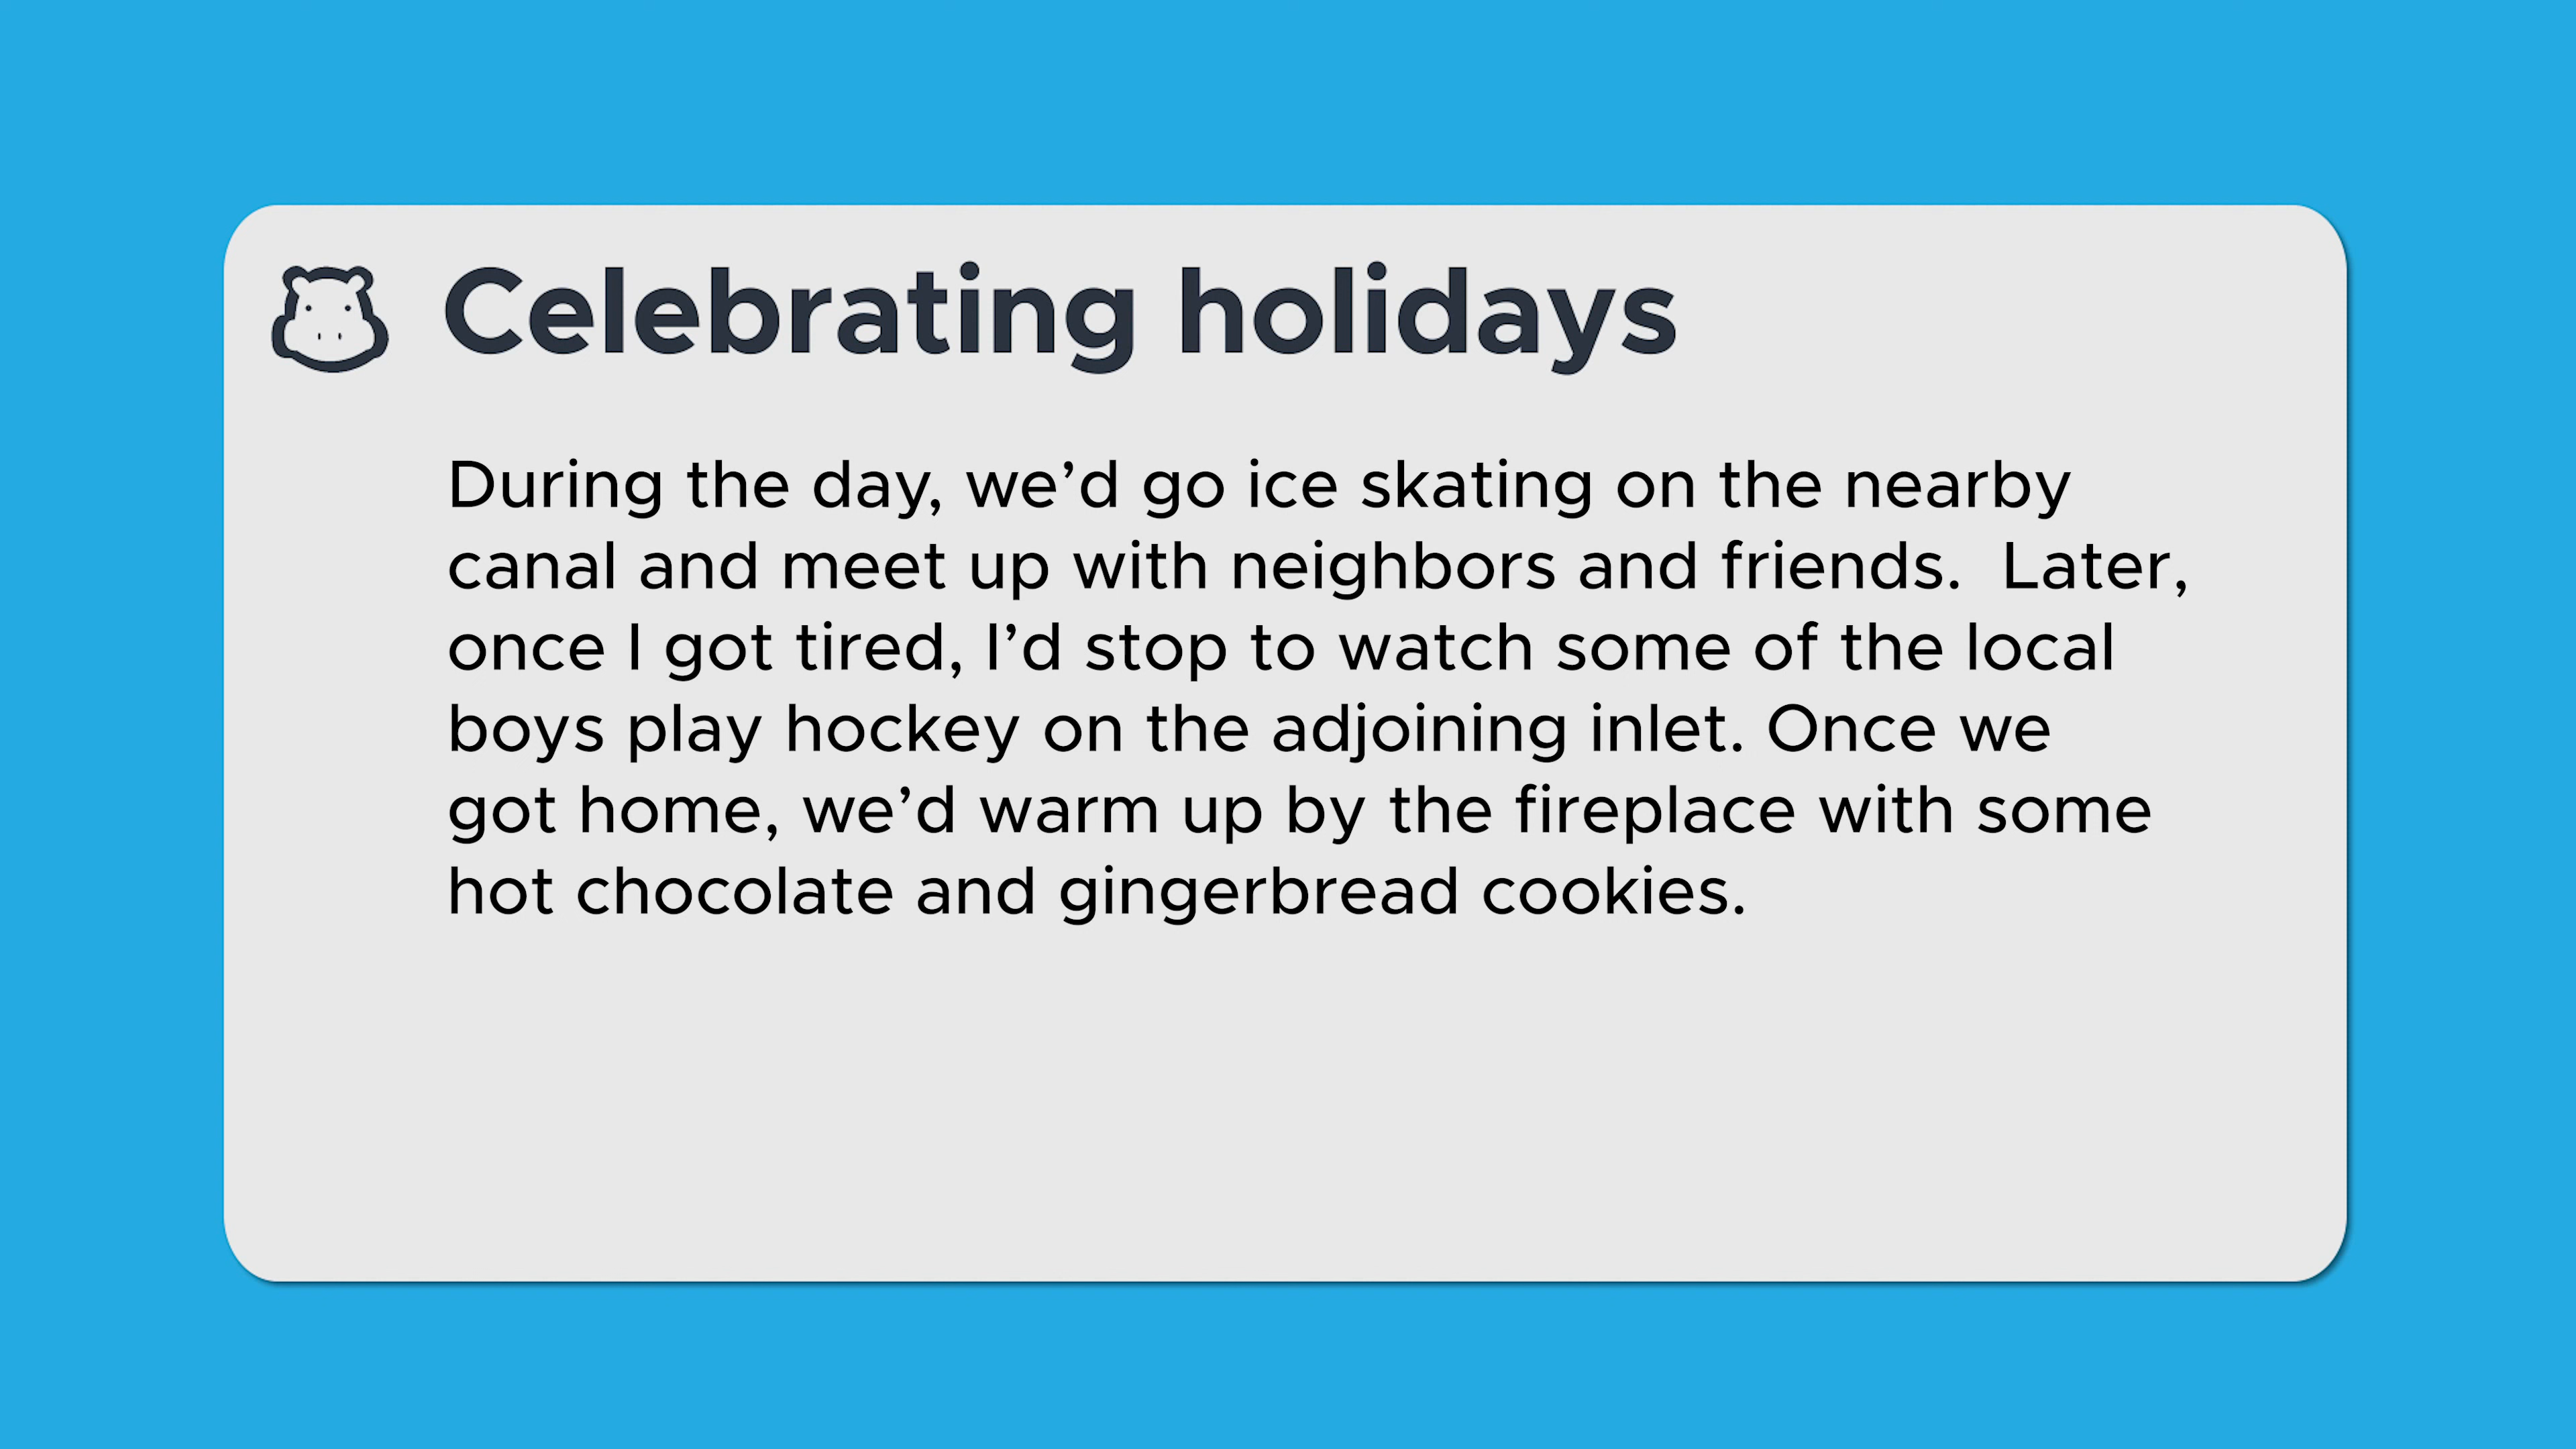 Celebrating holidays
During the day, we’d go ice skating on the nearby
canal and meet up with neighbors and friends.  Later,
once I got tired, I’d stop to watch some of the local
boys play hockey on the adjoining inlet. Once we
got home, we’d warm up by the fireplace with some
hot chocolate and gingerbread cookies.